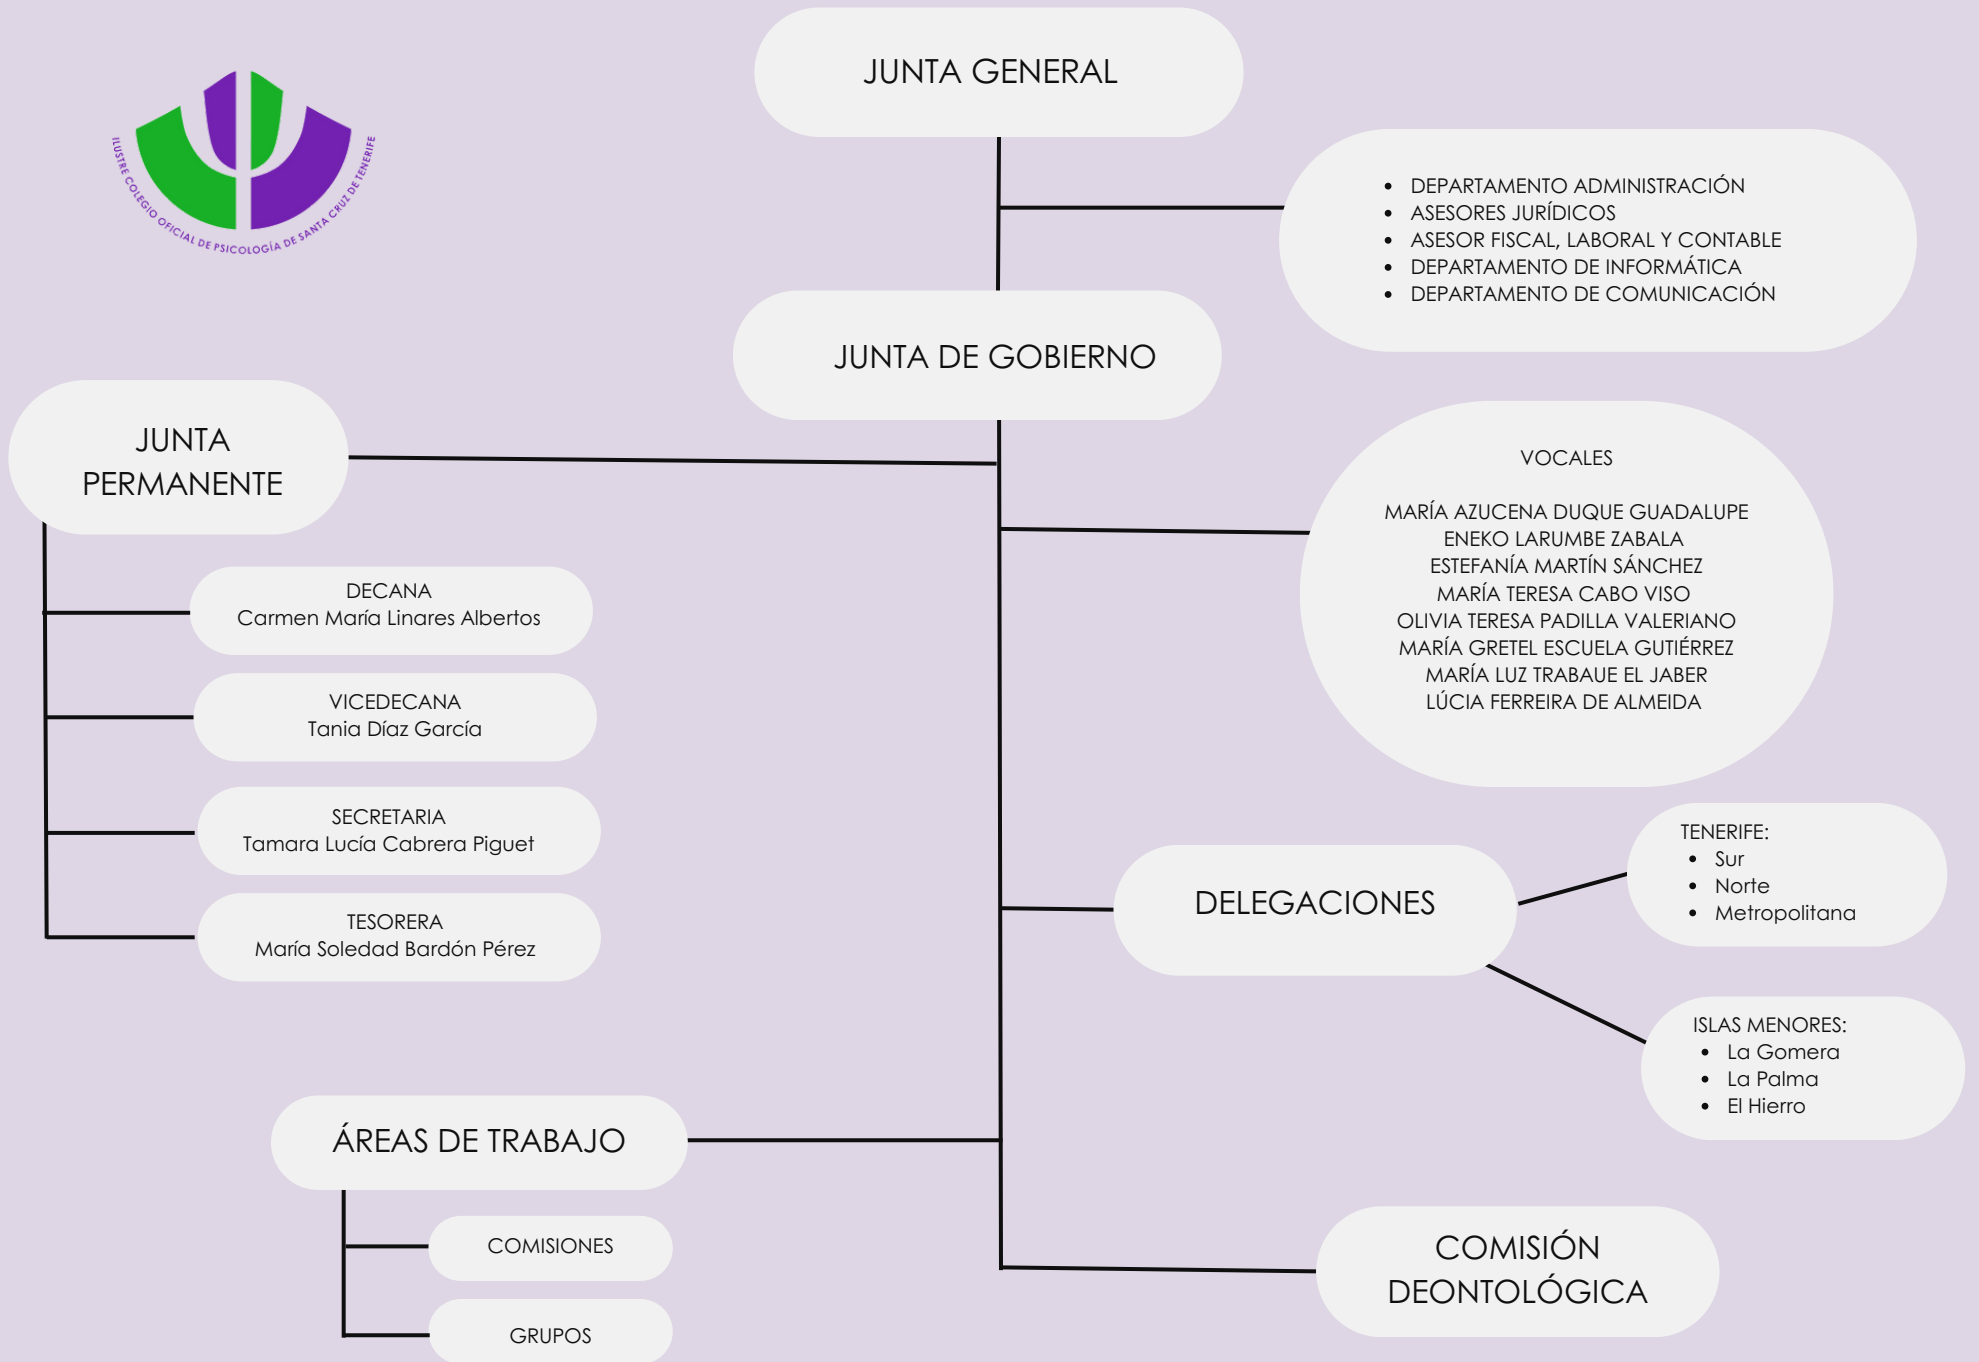 JUNTA GENERAL
ILUSTRE COLEGIO OFICIAL DE PSICOLOGÍA DE SANTA CRUZ DE TENERIFE
• DEPARTAMENTO ADMINISTRACIÓN
• ASESORES JURÍDICOS
• ASESOR FISCAL, LABORAL Y CONTABLE
• DEPARTAMENTO DE INFORMÁTICA
• DEPARTAMENTO DE COMUNICACIÓN
JUNTA DE GOBIERNO
JUNTA
PERMANENTE
DECANA
Carmen María Linares Albertos
VICEDECANA
Tania Díaz García
SECRETARIA
Tamara Lucía Cabrera Piguet
TESORERA
María Soledad Bardón Pérez
VOCALES
MARÍA AZUCENA DUQUE GUADALUPE
ENEKO LARUMBE ZABALA
ESTEFANÍA MARTÍN SÁNCHEZ
MARÍA TERESA CABO VISO
OLIVIA TERESA PADILLA VALERIANO
MARÍA GRETEL ESCUELA GUTIÉRREZ
MARÍA LUZ TRABAUE EL JABER
LÚCIA FERREIRA DE ALMEIDA
DELEGACIONES
TENERIFE:
• Sur
• Norte
• Metropolitana
ISLAS MENORES:
• La Gomera
• La Palma
• El Hierro
ÁREAS DE TRABAJO
COMISIONES
GRUPOS
COMISIÓN
DEONTOLÓGICA